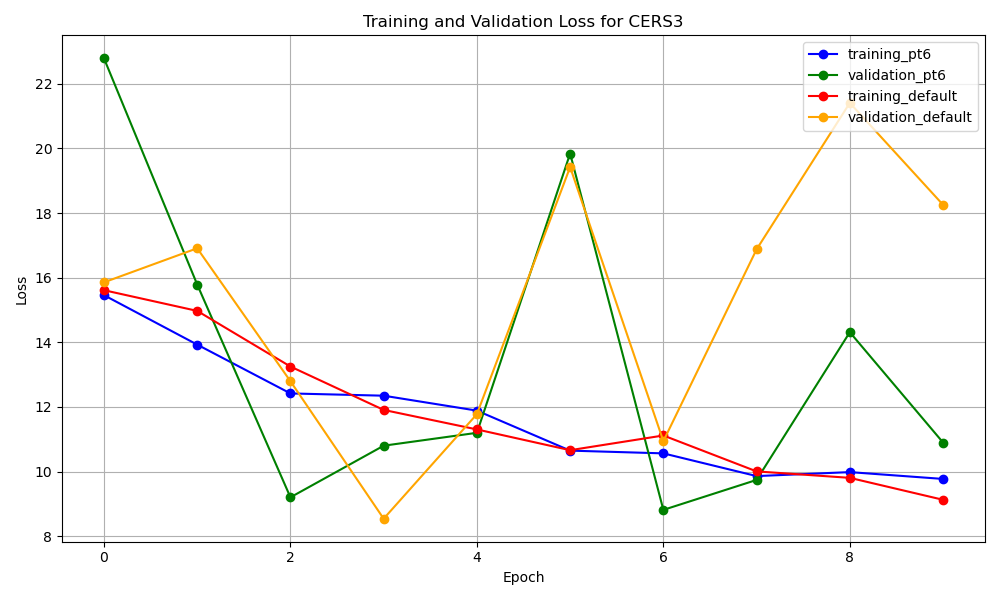 Training and Validation Loss for CERS3
training_pt6
validation_pt6
training_default
validation_default
22
20
18
16
14
12
10
8
Loss
0 2 4 6 8
Epoch